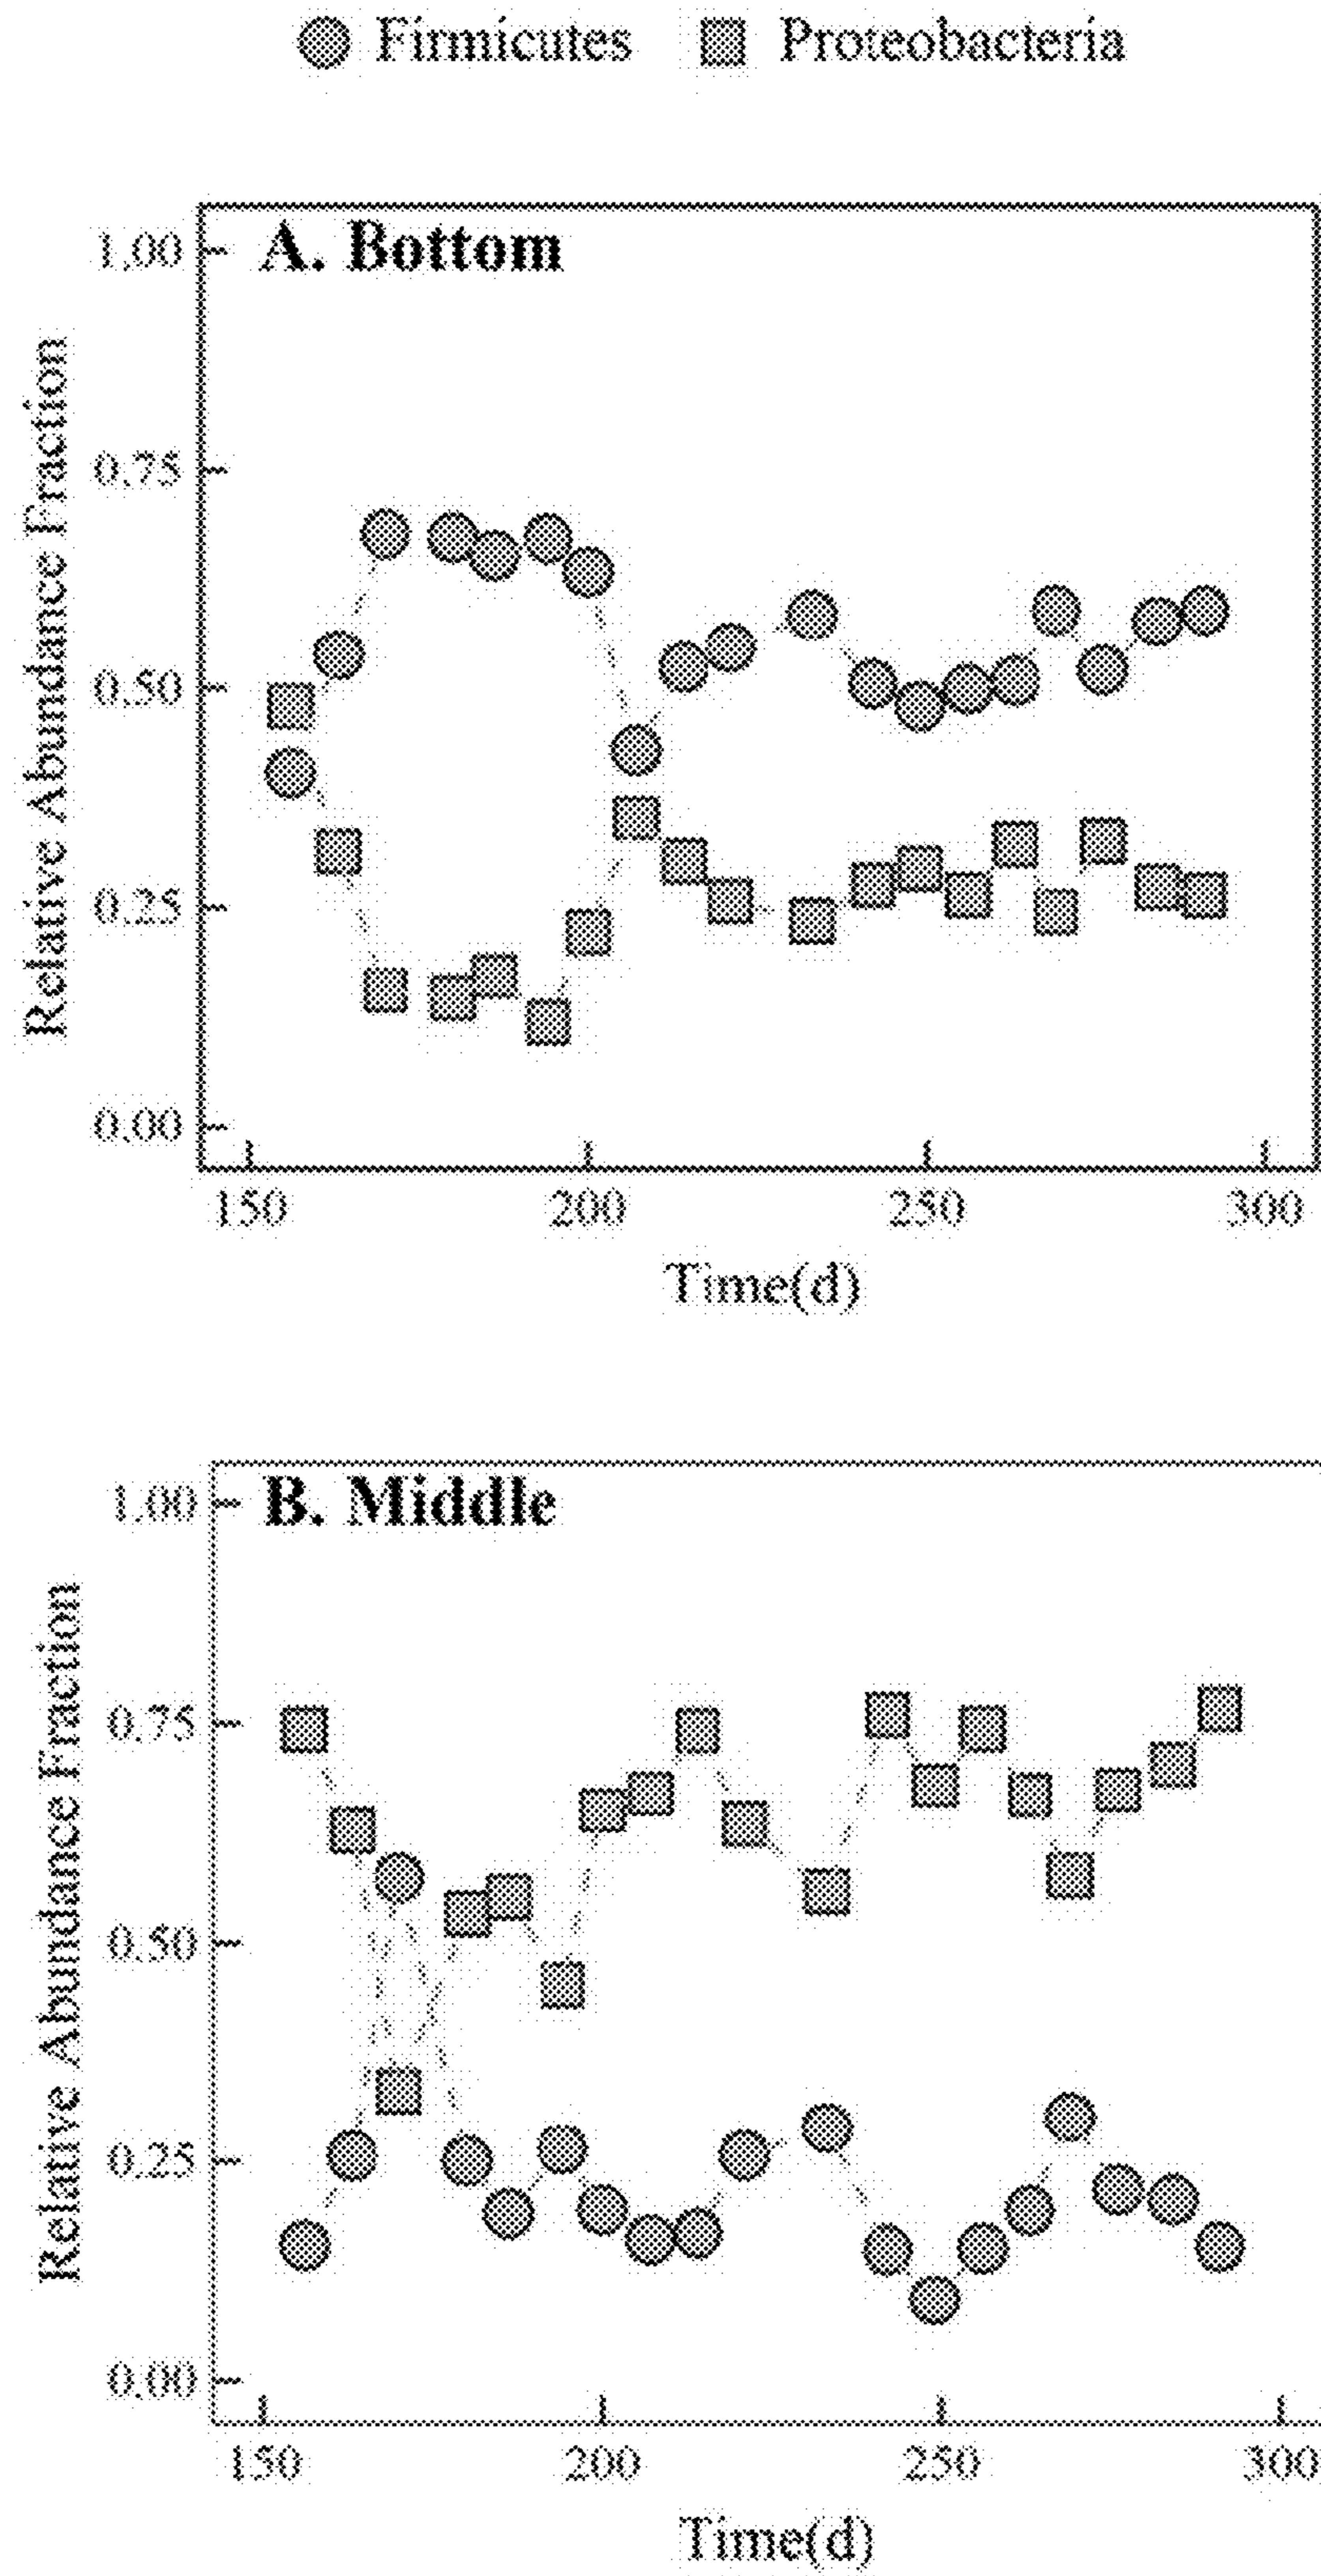 Firmicutes Proteobacteria
A. Bottom
1.00
0.75
0.50
0.25
0.00
Relative Abundance Fraction
150 200 250 300
Time(d)
B. Middle
1.00
0.75
0.50
0.25
0.00
Relative Abundance Fraction
150 200 250 300
Time(d)